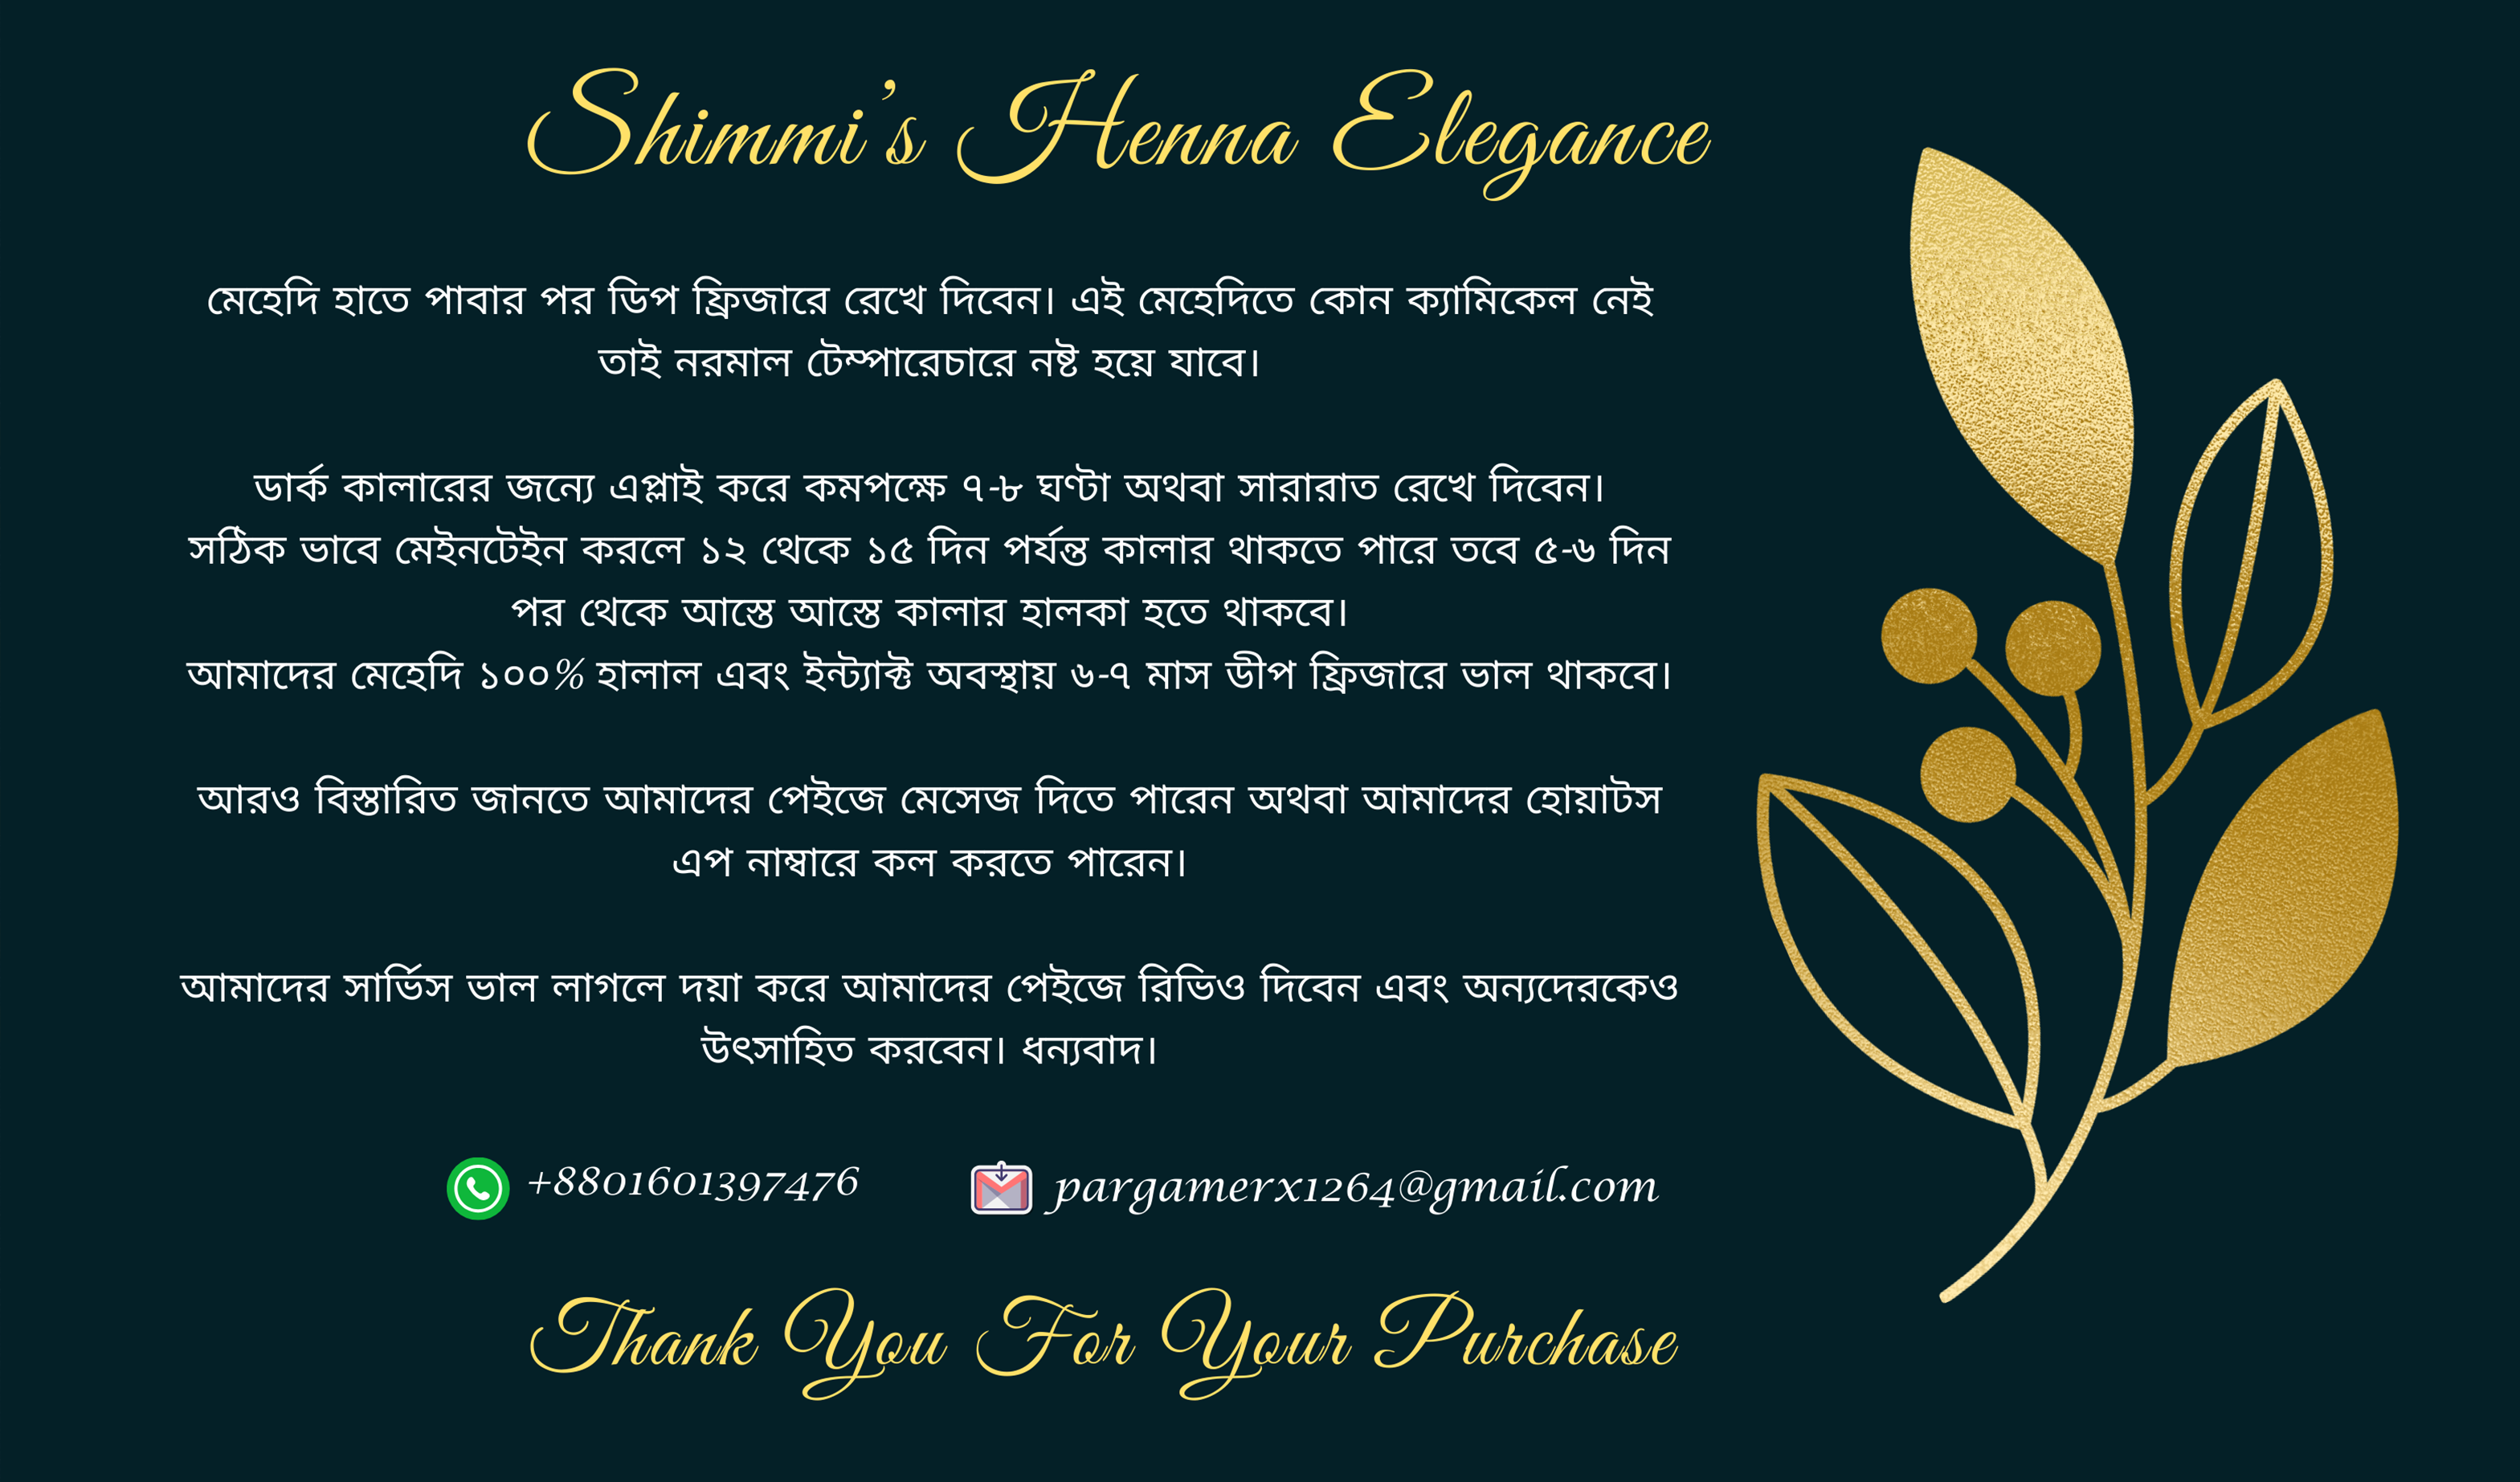 Shimmi's Henna Elegance
মেহেদি হাতে পাবার পর ডিপ ফ্রিজারে রেখে দিবেন। এই মেহেদিতে কোন ক্যামিকেল নেই
তাই নরমাল টেম্পারেচারে নষ্ট হয়ে যাবে।
ডার্ক কালারের জন্যে এপ্লাই করে কমপক্ষে ৭-৮ ঘণ্টা অথবা সারারাত রেখে দিবেন।
সঠিক ভাবে মেইনটেইন করলে ১২ থেকে ১৫ দিন পর্যন্ত কালার থাকতে পারে তবে ৫-৬ দিন
পর থেকে আস্তে আস্তে কালার হালকা হতে থাকবে।
আমাদের মেহেদি ১০০% হালাল এবং ইন্ট্যাক্ট অবস্থায় ৬-৭ মাস ডীপ ফ্রিজারে ভাল থাকবে।
আরও বিস্তারিত জানতে আমাদের পেইজে মেসেজ দিতে পারেন অথবা আমাদের হোয়াটস
এপ নাম্বারে কল করতে পারেন।
আমাদের সার্ভিস ভাল লাগলে দয়া করে আমাদের পেইজে রিভিও দিবেন এবং অন্যদেরকেও
উৎসাহিত করবেন। ধন্যবাদ।
+8801601397476 pargamerx1264@gmail.com
Thank You For Your Purchase